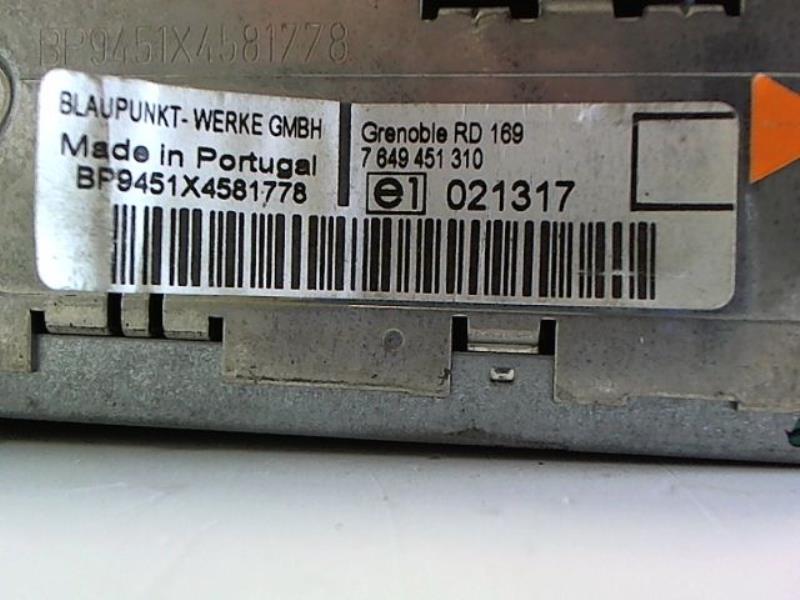 BP9451X4581778
BLAUPUNKT- WERKE GMBH
Made in Portugal
BP9451X4581778
Grenoble RD 169
7 649 451 310
e1 021317